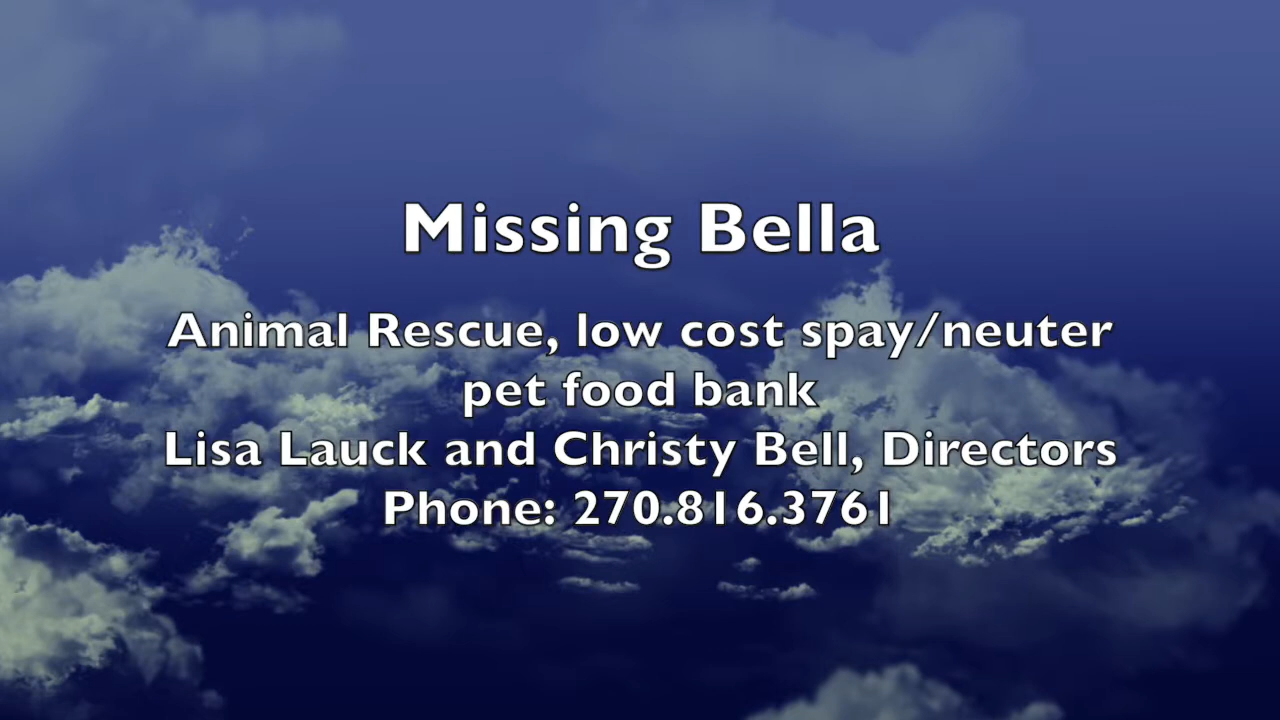 Missing Bella
Animal Rescue, low cost spay/neuter
pet food bank
Lisa Lauck and Christy Bell, Directors
Phone: 270.816.3761